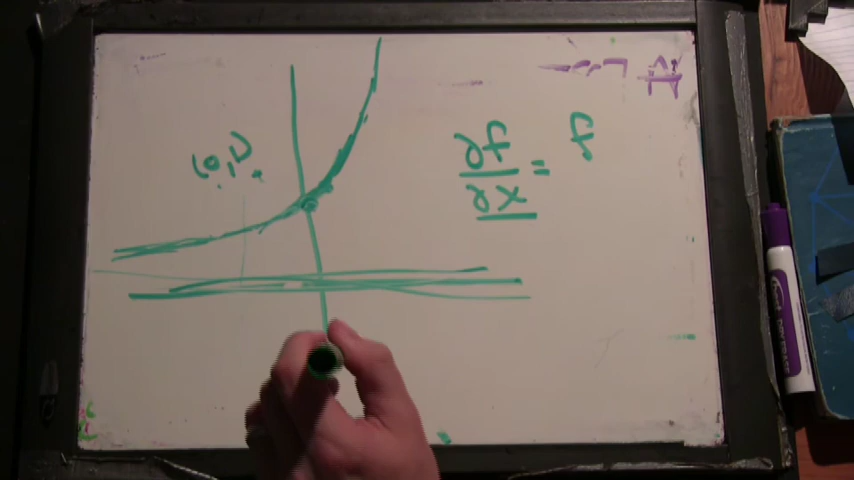 (0,1)
∂f
∂x
= f